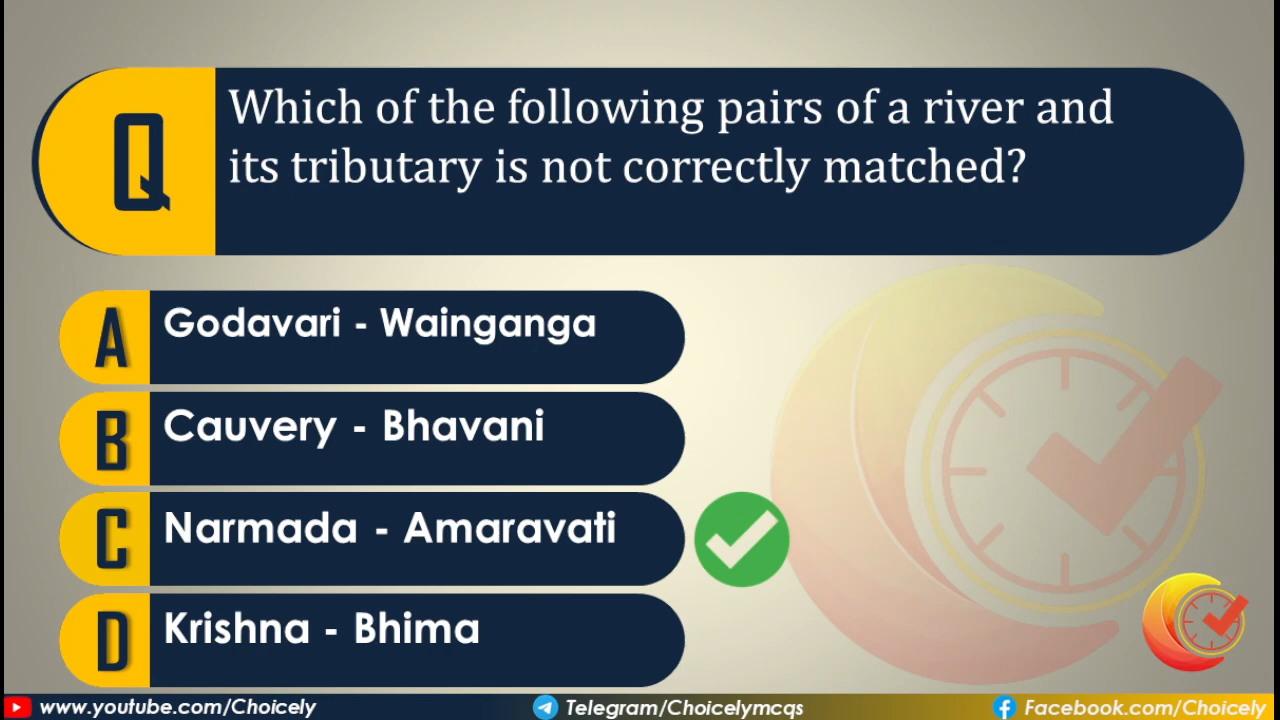 Q
Which of the following pairs of a river and
its tributary is not correctly matched?
A
Godavari - Wainganga
B
Cauvery - Bhavani
C
Narmada - Amaravati
D
Krishna - Bhima
www.youtube.com/Choicely
Telegram/Choicelymcqs
Facebook.com/Choicely